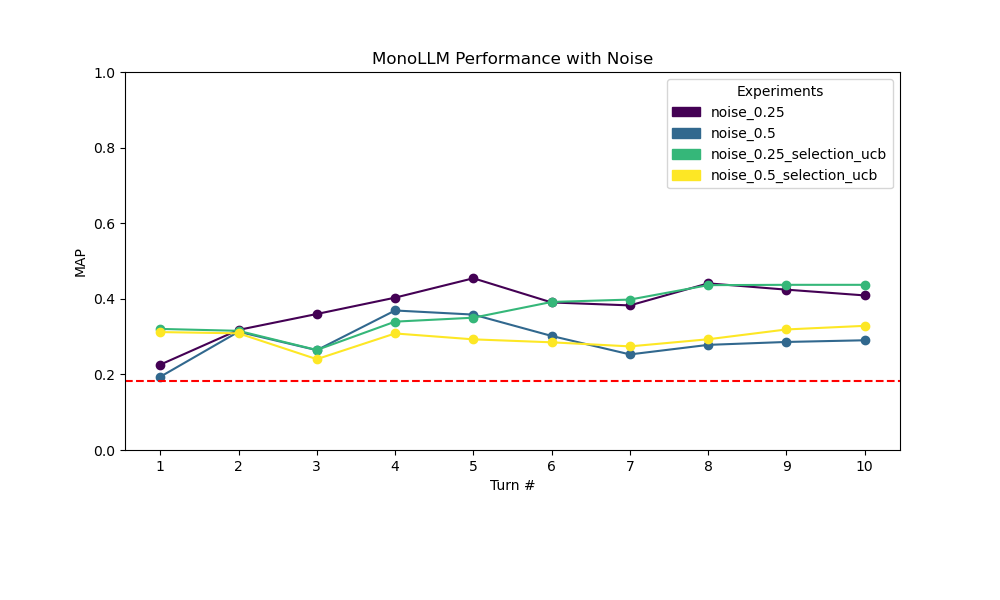 MonoLLM Performance with Noise
1.0
0.8
0.6
0.4
0.2
0.0
MAP
Experiments
noise_0.25
noise_0.5
noise_0.25_selection_ucb
noise_0.5_selection_ucb
1 2 3 4 5 6 7 8 9 10
Turn #